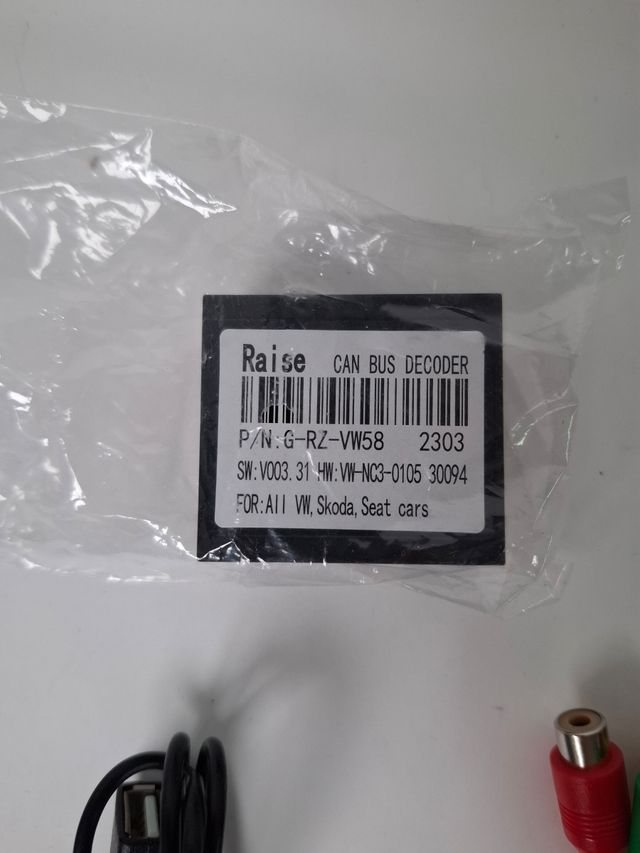 Raise CAN BUS DECODER
P/N:G-RZ-VW58 2303
SW:V003.31 HW:VW-NC3-0105 30094
FOR:All VW,Skoda,Seat cars